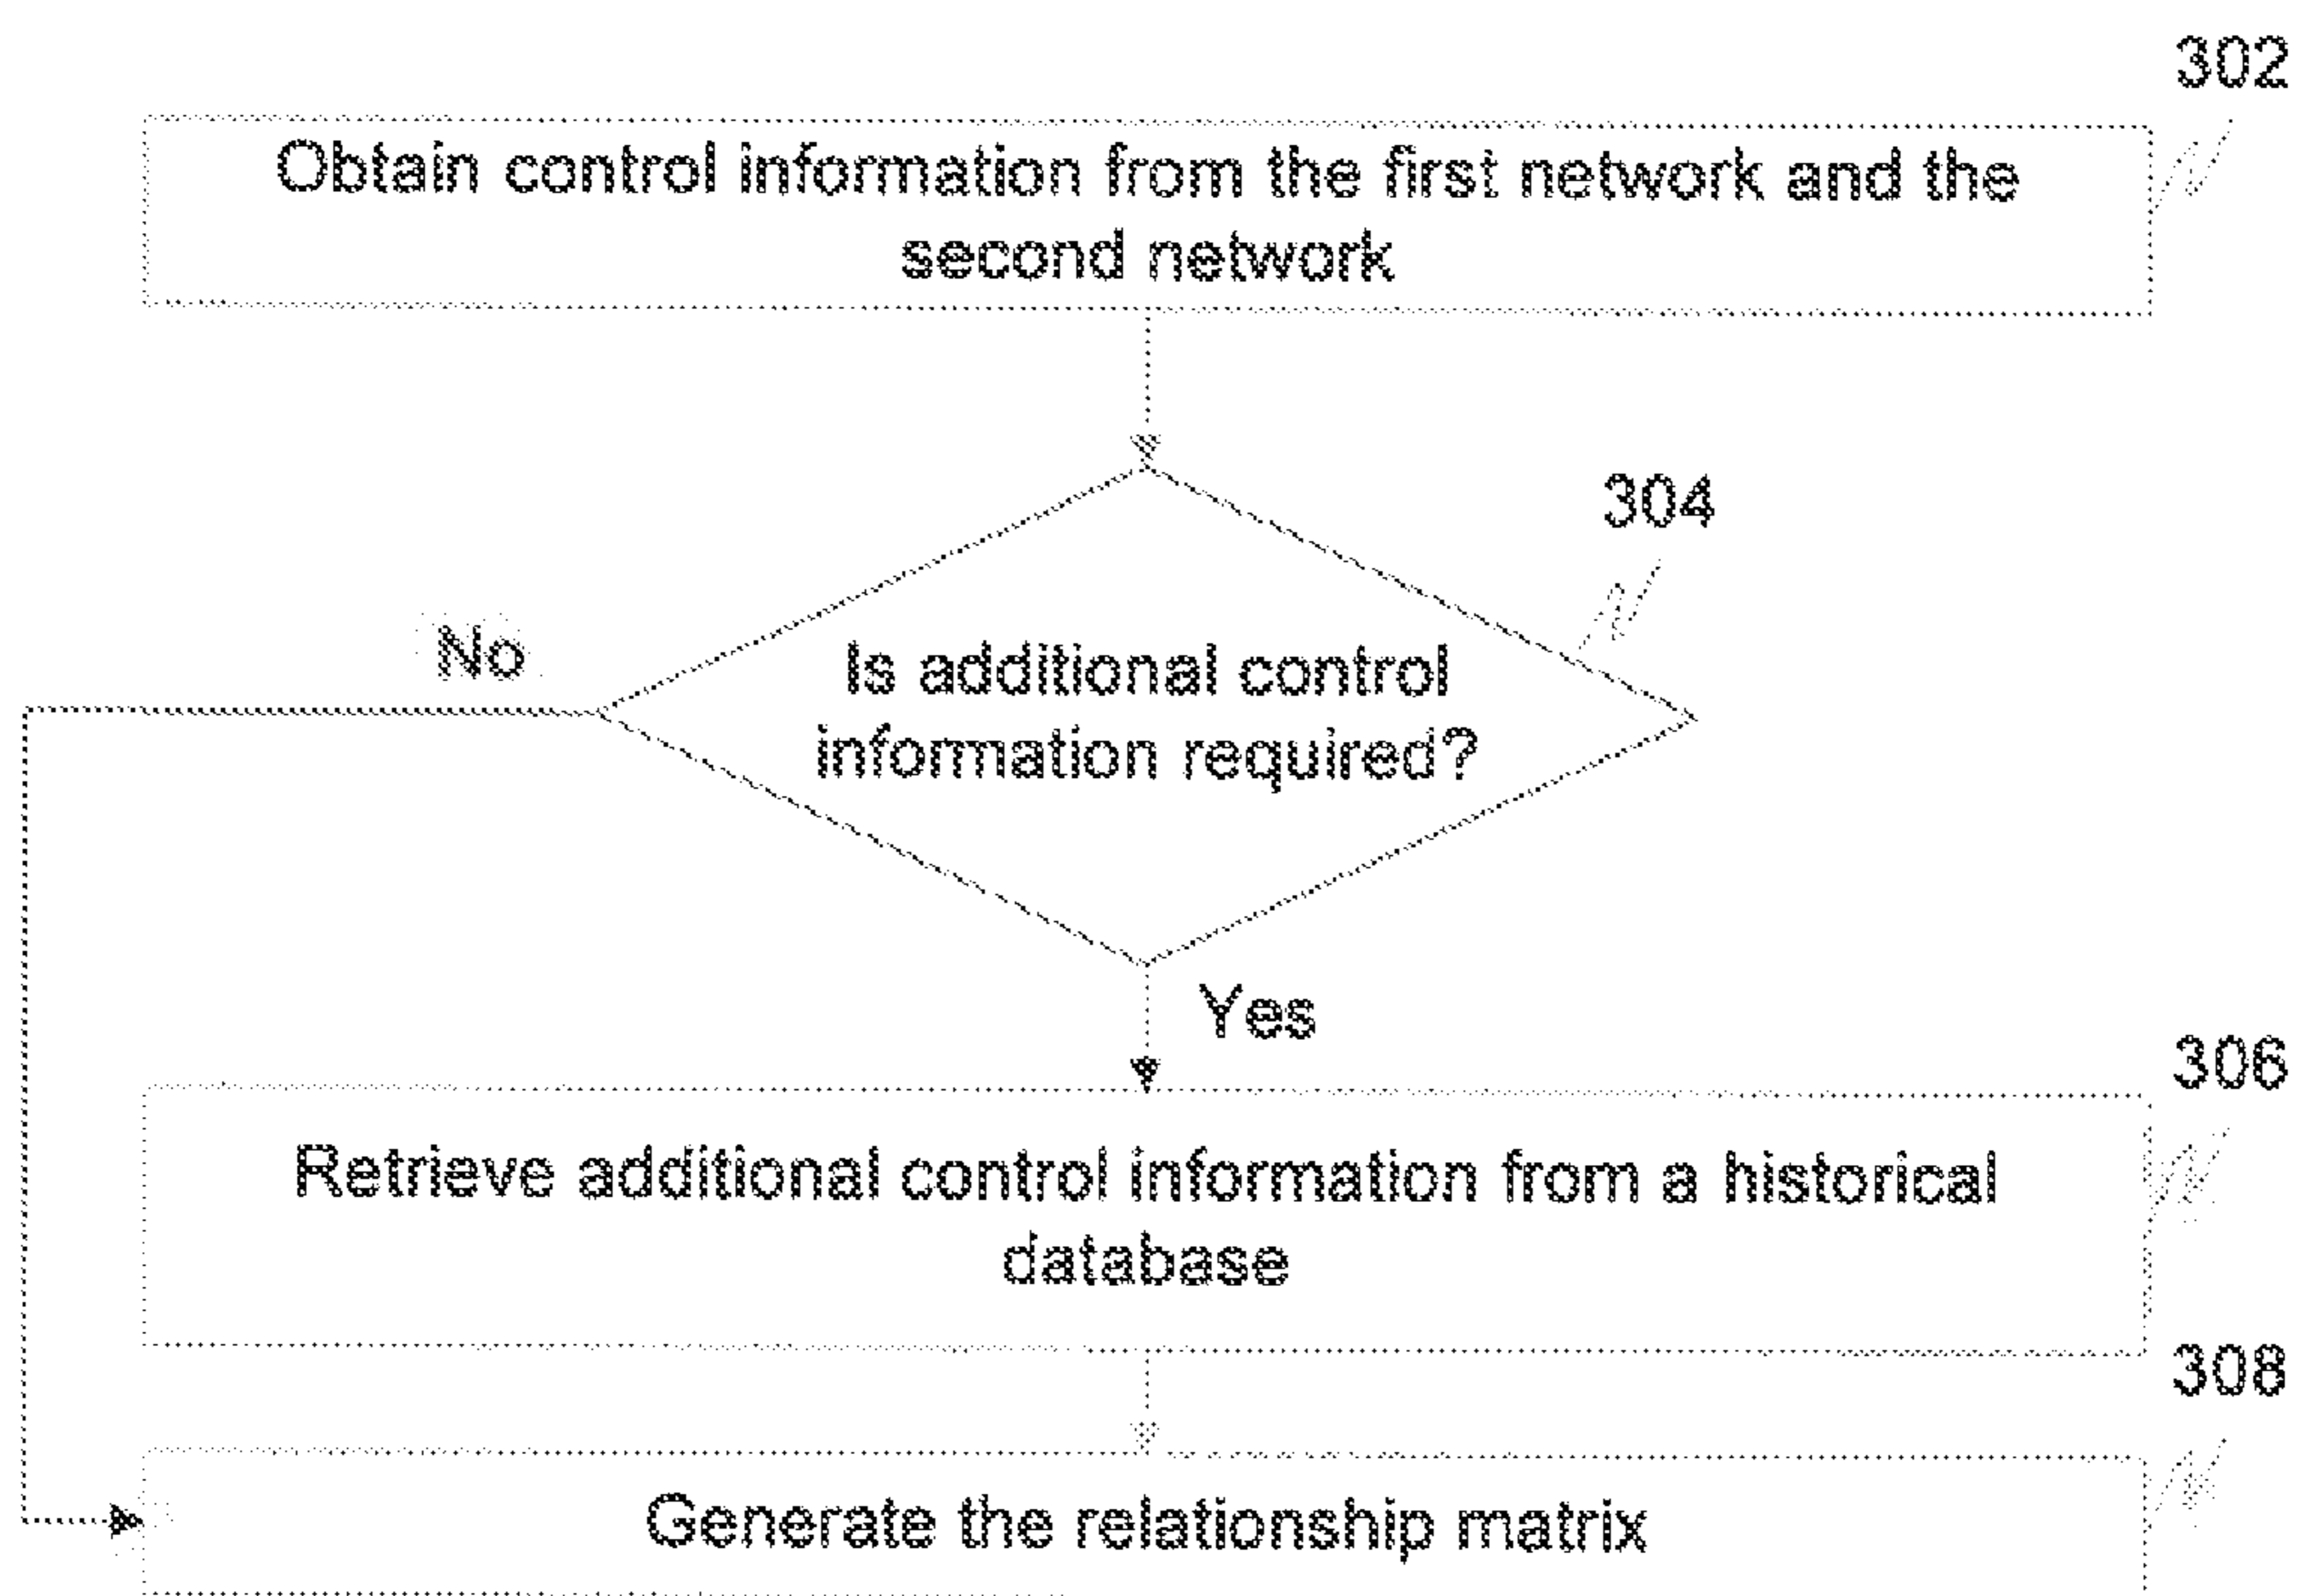 302
Obtain control information from the first network and the
second network
304
No
Is additional control
information required?
Yes
306
Retrieve additional control information from a historical
database
308
Generate the relationship matrix